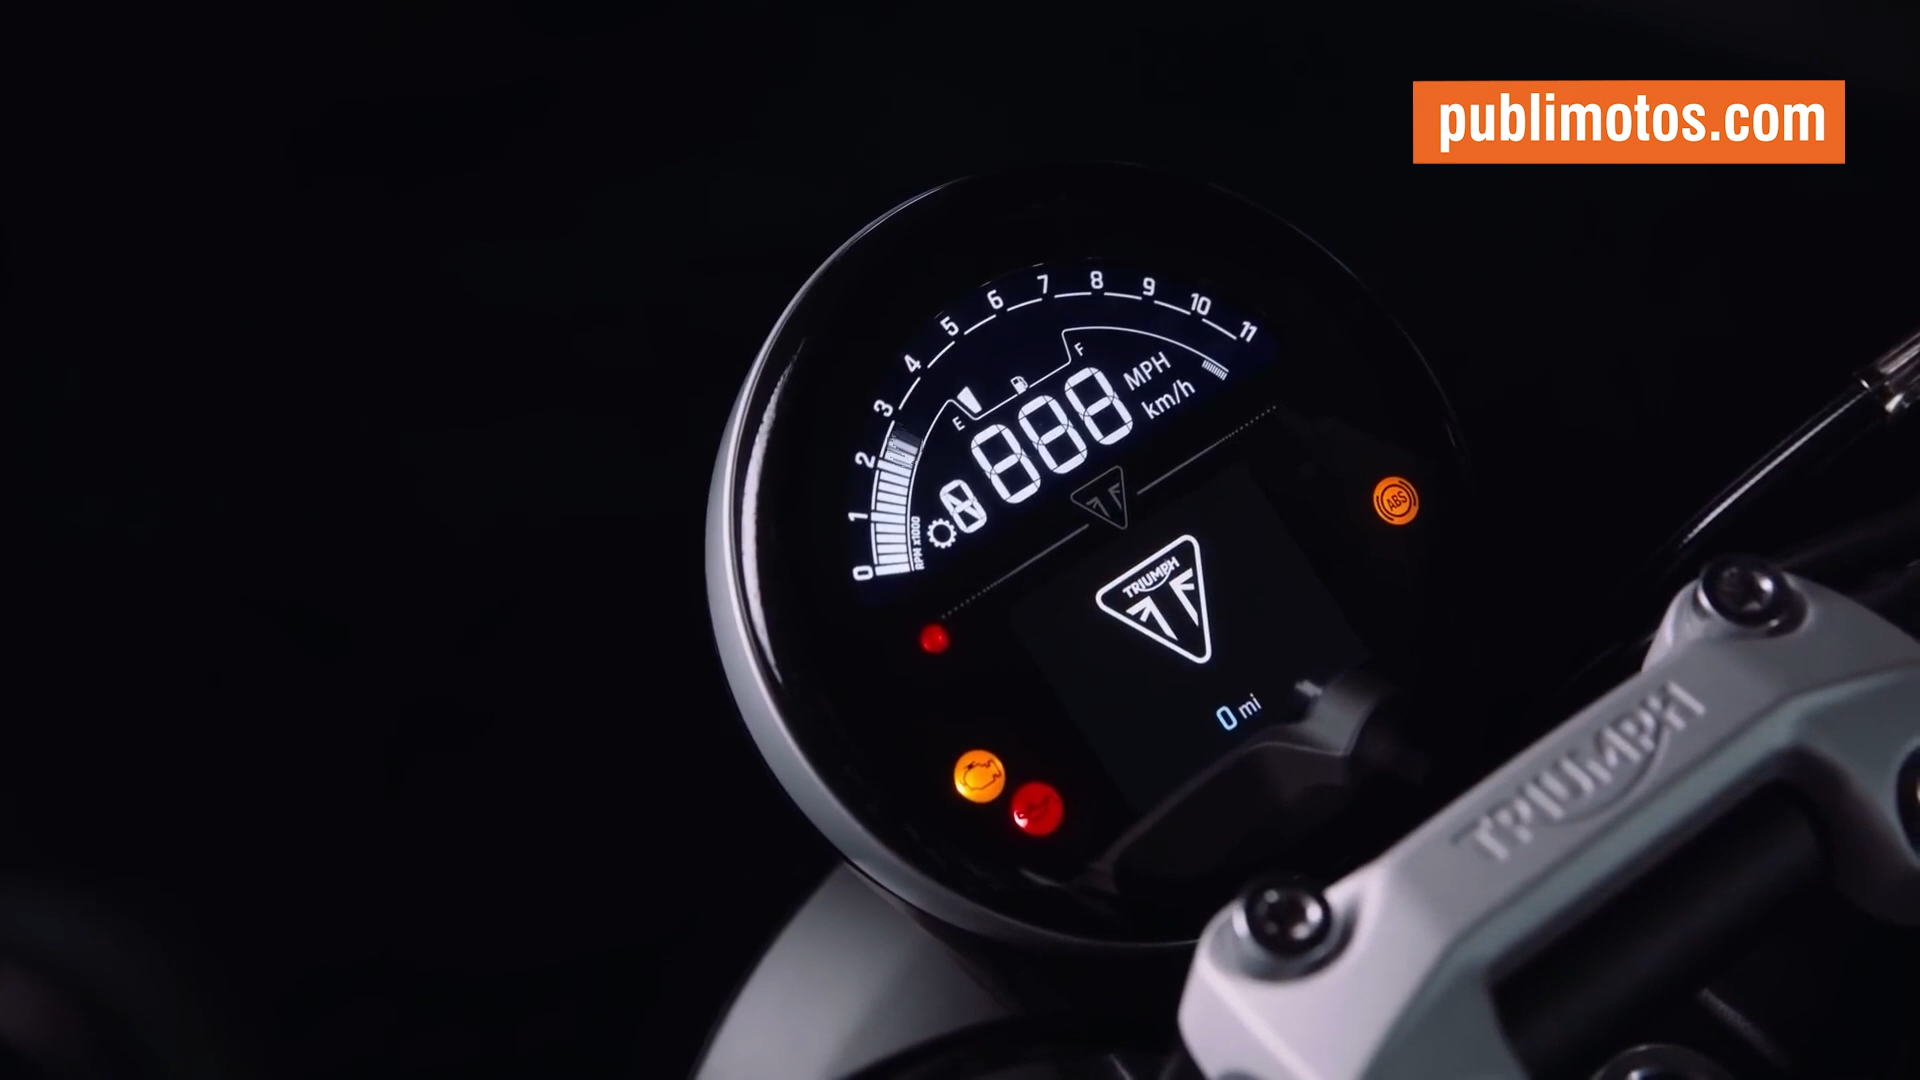 publimotos.com
0 1 2 3 4 5 6 7 8 9 10 11
RPM x1000
E F
888 MPH
km/h
8
ABS
TRIUMPH
0 mi
TRIUMPH